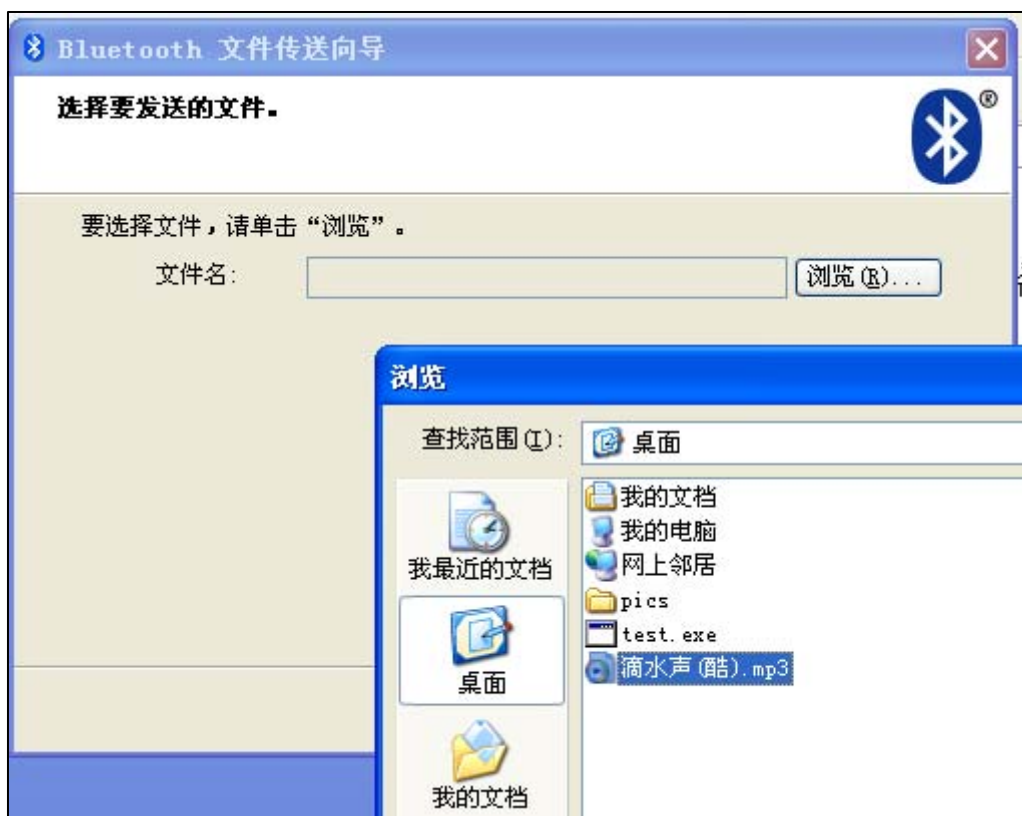 Bluetooth 文件传送向导
选择要发送的文件。
®
要选择文件，请单击“浏览”。
文件名:
浏览(R)...
浏览
查找范围(I):
桌面
我最近的文档
桌面
我的文档
我的文档
我的电脑
网上邻居
pics
test.exe
滴水声(酷).mp3